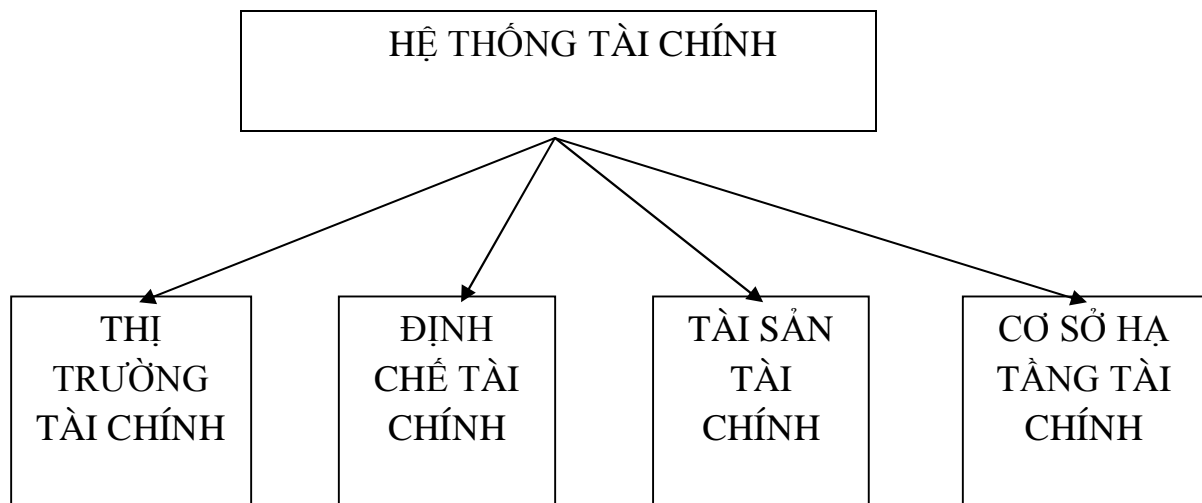 HỆ THỐNG TÀI CHÍNH
THỊ
TRƯỜNG
TÀI CHÍNH
ĐỊNH
CHẾ TÀI
CHÍNH
TÀI SẢN
TÀI
CHÍNH
CƠ SỞ HẠ
TẦNG TÀI
CHÍNH